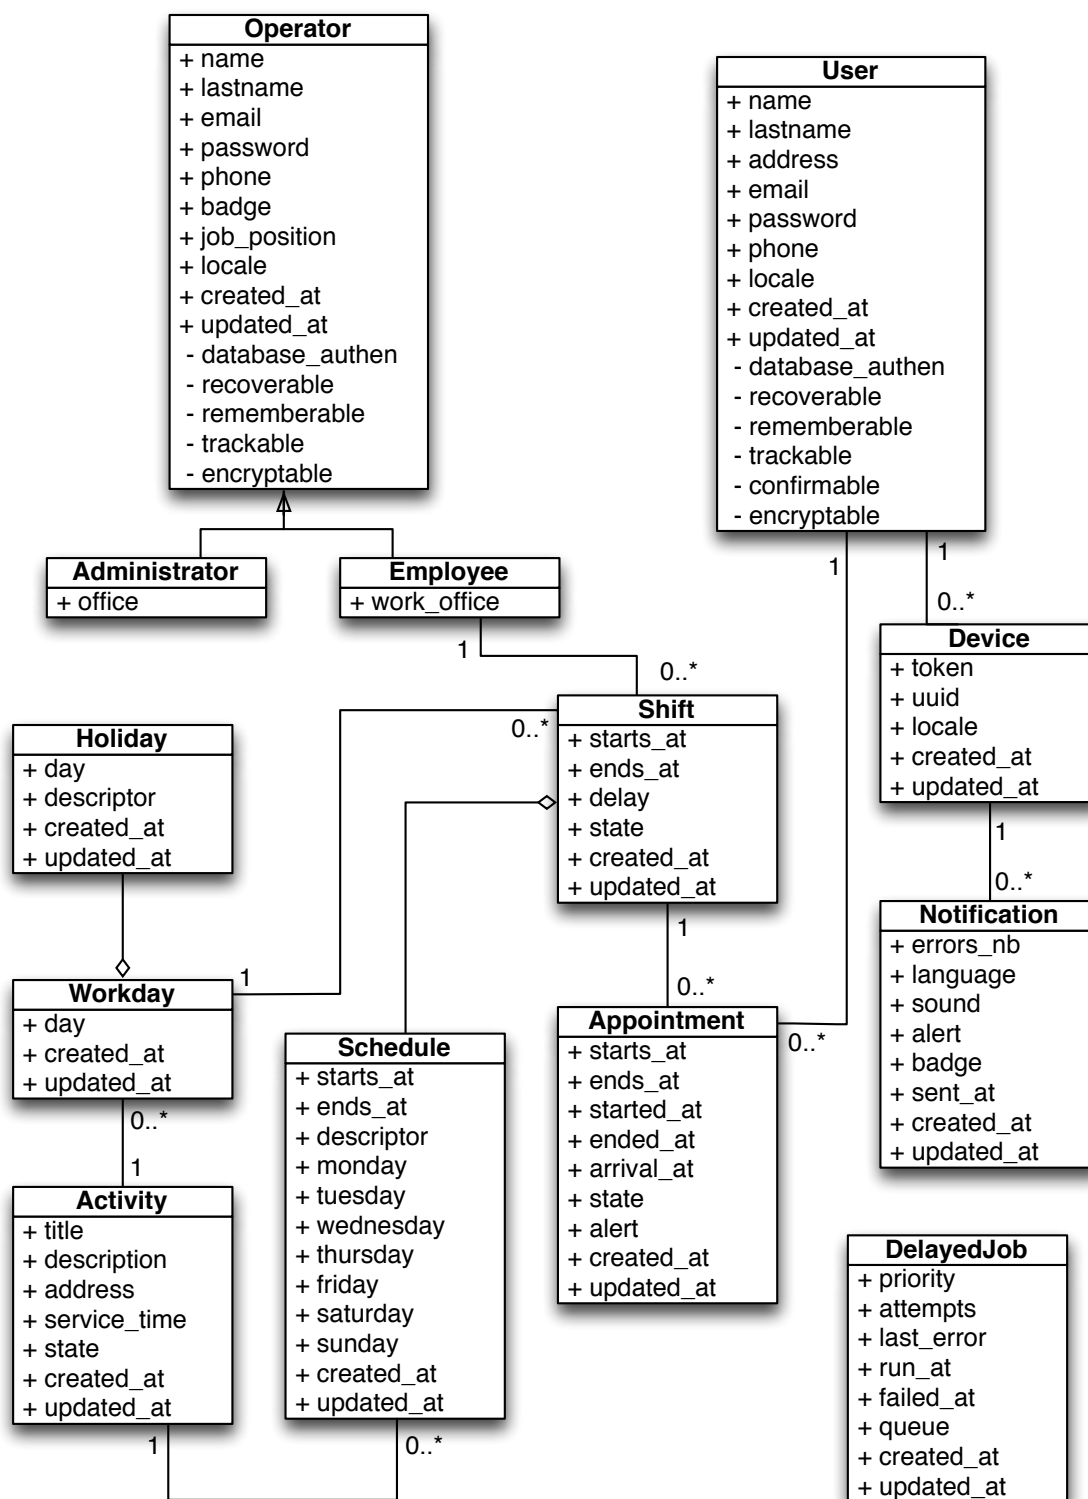 Operator
+ name
+ lastname
+ email
+ password
+ phone
+ badge
+ job_position
+ locale
+ created_at
+ updated_at
- database_authen
- recoverable
- rememberable
- trackable
- encryptable
User
+ name
+ lastname
+ address
+ email
+ password
+ phone
+ locale
+ created_at
+ updated_at
- database_authen
- recoverable
- rememberable
- trackable
- confirmable
- encryptable
1
1
0..*
Administrator
+ office
Employee
+ work_office
1
0..*
Device
+ token
+ uuid
+ locale
+ created_at
+ updated_at
1
0..*
Holiday
+ day
+ descriptor
+ created_at
+ updated_at
0..*
Shift
+ starts_at
+ ends_at
+ delay
+ state
+ created_at
+ updated_at
1
0..*
Notification
+ errors_nb
+ language
+ sound
+ alert
+ badge
+ sent_at
+ created_at
+ updated_at
Workday
+ day
+ created_at
+ updated_at
1
0..*
1
Schedule
+ starts_at
+ ends_at
+ descriptor
+ monday
+ tuesday
+ wednesday
+ thursday
+ friday
+ saturday
+ sunday
+ created_at
+ updated_at
0..*
Appointment
+ starts_at
+ ends_at
+ started_at
+ ended_at
+ arrival_at
+ state
+ alert
+ created_at
+ updated_at
0..*
Activity
+ title
+ description
+ address
+ service_time
+ state
+ created_at
+ updated_at
1
DelayedJob
+ priority
+ attempts
+ last_error
+ run_at
+ failed_at
+ queue
+ created_at
+ updated_at